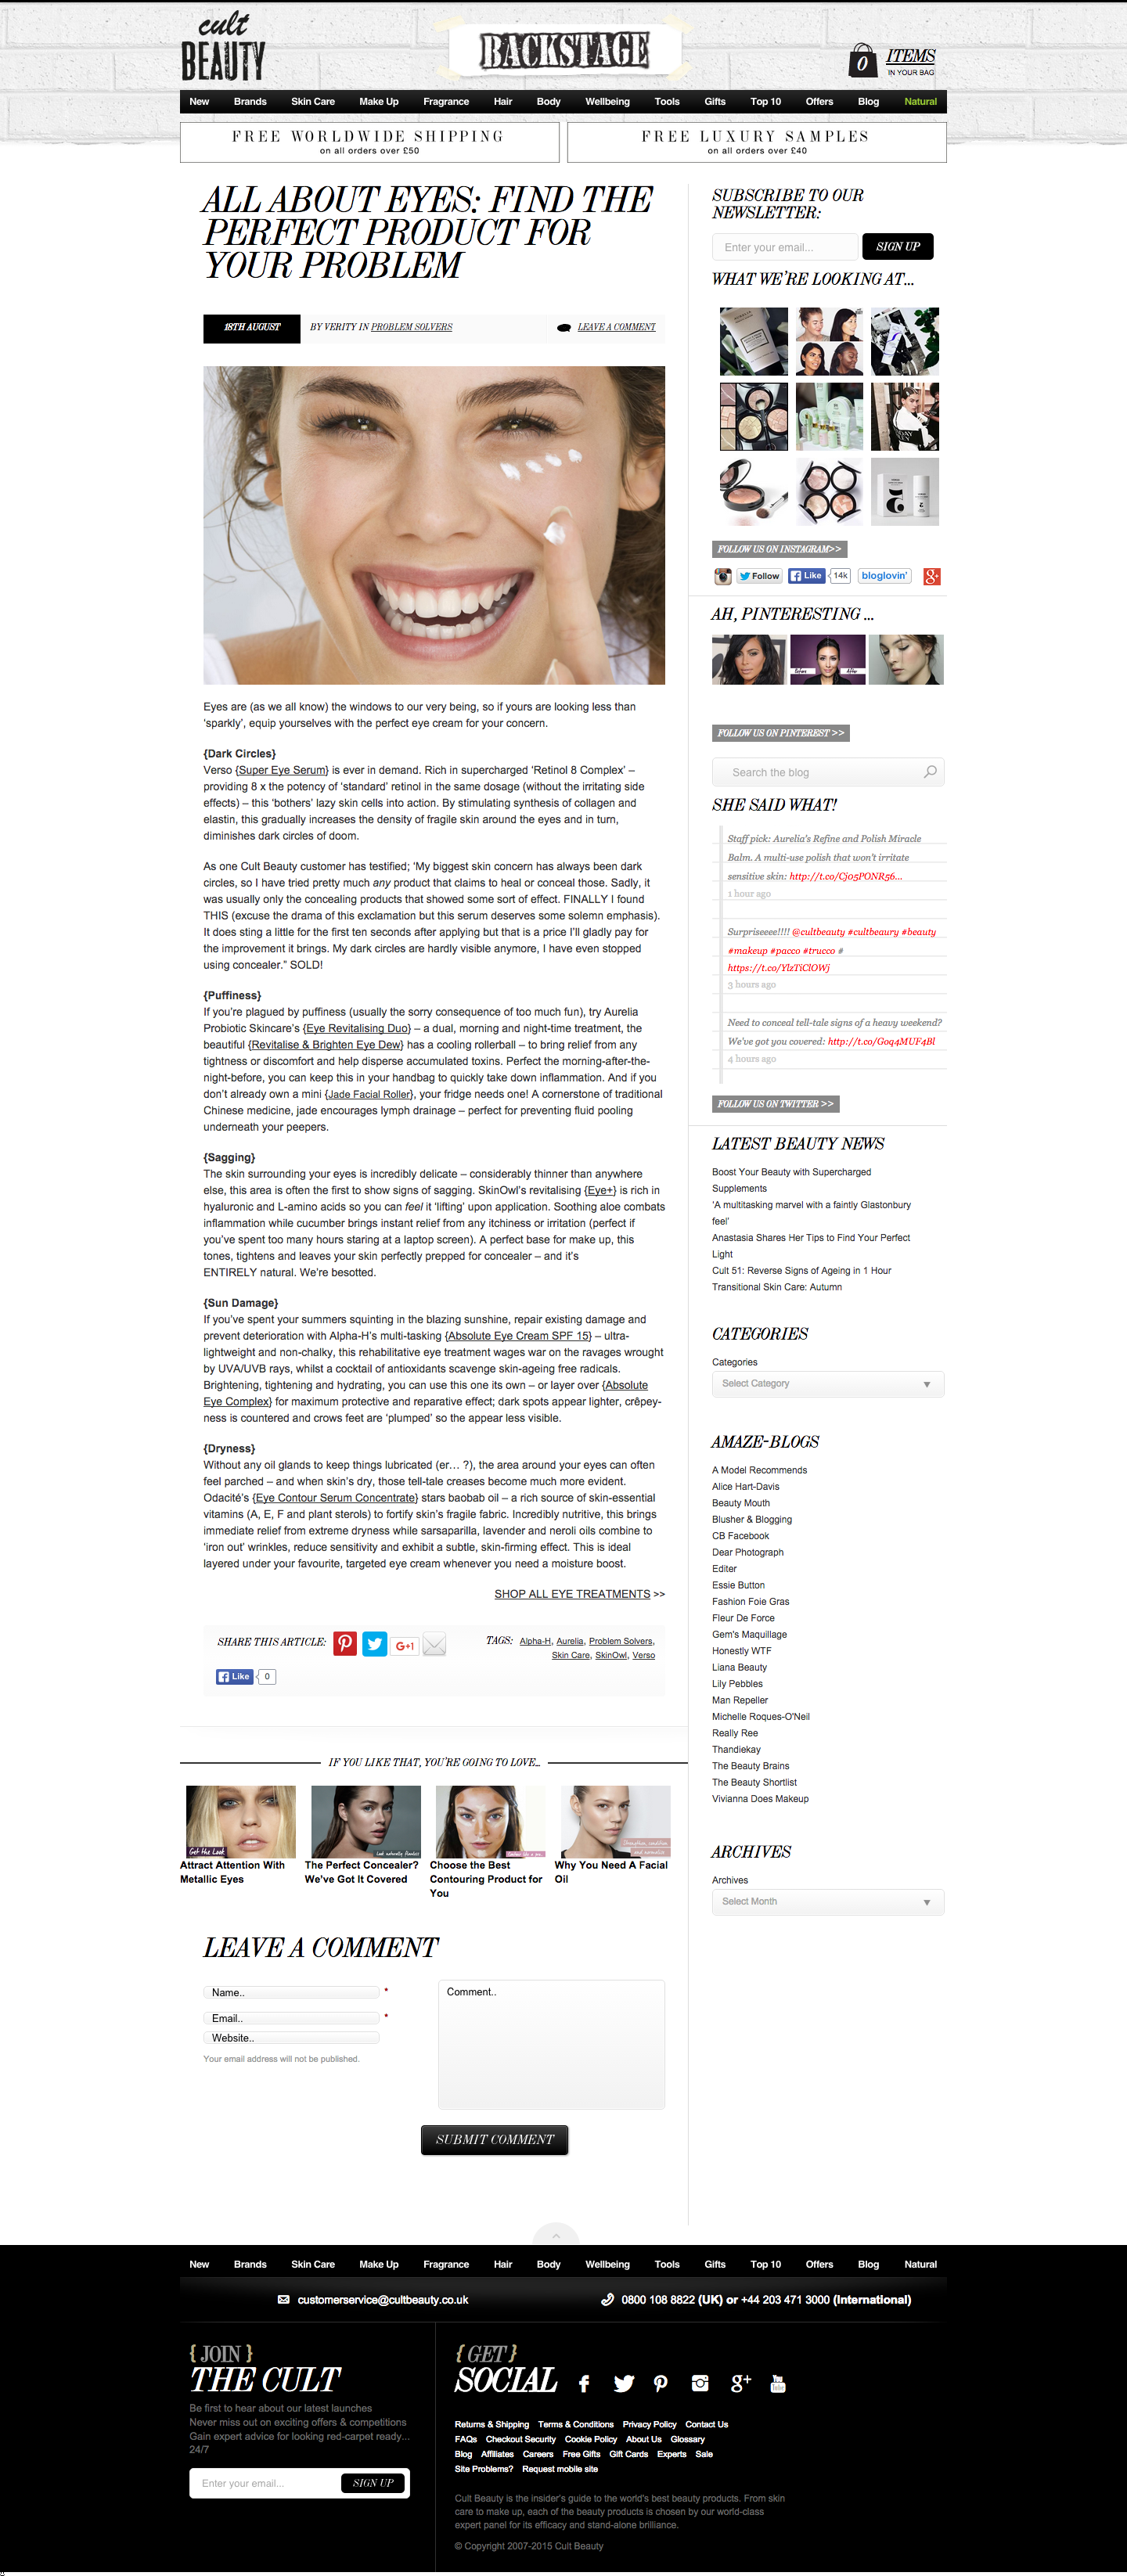 cult
BEAUTY
BACKSTAGE
0
ITEMS
IN YOUR BAG
New Brands Skin Care Make Up Fragrance Hair Body Wellbeing Tools Gifts Top 10 Offers Blog Natural
FREE WORLDWIDE SHIPPING
on all orders over £50
FREE LUXURY SAMPLES
on all orders over £40
ALL ABOUT EYES: FIND THE
PERFECT PRODUCT FOR
YOUR PROBLEM
18TH AUGUST
BY VERITY IN PROBLEM SOLVERS
LEAVE A COMMENT
Eyes are (as we all know) the windows to our very being, so if yours are looking less than
‘sparkly’, equip yourselves with the perfect eye cream for your concern.
{Dark Circles}
Verso {Super Eye Serum} is ever in demand. Rich in supercharged ‘Retinol 8 Complex’ –
providing 8 x the potency of ‘standard’ retinol in the same dosage (without the irritating side
effects) – this ‘bothers’ lazy skin cells into action. By stimulating synthesis of collagen and
elastin, this gradually increases the density of fragile skin around the eyes and in turn,
diminishes dark circles of doom.
As one Cult Beauty customer has testified; ‘My biggest skin concern has always been dark
circles, so I have tried pretty much any product that claims to heal or conceal those. Sadly, it
was usually only the concealing products that showed some sort of effect. FINALLY I found
THIS (excuse the drama of this exclamation but this serum deserves some solemn emphasis).
It does sting a little for the first ten seconds after applying but that is a price I’ll gladly pay for
the improvement it brings. My dark circles are hardly visible anymore, I have even stopped
using concealer.” SOLD!
{Puffiness}
If you’re plagued by puffiness (usually the sorry consequence of too much fun), try Aurelia
Probiotic Skincare’s {Eye Revitalising Duo} – a dual, morning and night-time treatment, the
beautiful {Revitalise & Brighten Eye Dew} has a cooling rollerball – to bring relief from any
tightness or discomfort and help disperse accumulated toxins. Perfect the morning-after-the-
night-before, you can keep this in your handbag to quickly take down inflammation. And if you
don’t already own a mini {Jade Facial Roller}, your fridge needs one! A cornerstone of traditional
Chinese medicine, jade encourages lymph drainage – perfect for preventing fluid pooling
underneath your peepers.
{Sagging}
The skin surrounding your eyes is incredibly delicate – considerably thinner than anywhere
else, this area is often the first to show signs of sagging. SkinOwl’s revitalising {Eye+} is rich in
hyaluronic and L-amino acids so you can feel it ‘lifting’ upon application. Soothing aloe combats
inflammation while cucumber brings instant relief from any itchiness or irritation (perfect if
you’ve spent too many hours staring at a laptop screen). A perfect base for make up, this
tones, tightens and leaves your skin perfectly prepped for concealer – and it’s
ENTIRELY natural. We’re besotted.
{Sun Damage}
If you’ve spent your summers squinting in the blazing sunshine, repair existing damage and
prevent deterioration with Alpha-H’s multi-tasking {Absolute Eye Cream SPF 15} – ultra-
lightweight and non-chalky, this rehabilitative eye treatment wages war on the ravages wrought
by UVA/UVB rays, whilst a cocktail of antioxidants scavenge skin-ageing free radicals.
Brightening, tightening and hydrating, you can use this one its own – or layer over {Absolute
Eye Complex} for maximum protective and reparative effect; dark spots appear lighter, crêpey-
ness is countered and crows feet are ‘plumped’ so the appear less visible.
{Dryness}
Without any oil glands to keep things lubricated (er… ?), the area around your eyes can often
feel parched – and when skin’s dry, those tell-tale creases become much more evident.
Odacité’s {Eye Contour Serum Concentrate} stars baobab oil – a rich source of skin-essential
vitamins (A, E, F and plant sterols) to fortify skin’s fragile fabric. Incredibly nutritive, this brings
immediate relief from extreme dryness while sarsaparilla, lavender and neroli oils combine to
‘iron out’ wrinkles, reduce sensitivity and exhibit a subtle, skin-firming effect. This is ideal
layered under your favourite, targeted eye cream whenever you need a moisture boost.
SHOP ALL EYE TREATMENTS >>
SHARE THIS ARTICLE:
G+1
Like 0
TAGS: Alpha-H, Aurelia, Problem Solvers,
Skin Care, SkinOwl, Verso
IF YOU LIKE THAT, YOU’RE GOING TO LOVE...
Get the Look
Attract Attention With
Metallic Eyes
The Perfect Concealer?
We’ve Got It Covered
Choose the Best
Contouring Product for
You
Why You Need A Facial
Oil
LEAVE A COMMENT
Name.. *
Email.. *
Website..
Your email address will not be published.
Comment..
SUBMIT COMMENT
SUBSCRIBE TO OUR
NEWSLETTER:
Enter your email...
SIGN UP
WHAT WE’RE LOOKING AT...
FOLLOW US ON INSTAGRAM>>
Follow
Like 14k
bloglovin’
g+
AH, PINTERESTING ...
Before After
FOLLOW US ON PINTEREST >>
Search the blog
SHE SAID WHAT!
Staff pick: Aurelia’s Refine and Polish Miracle
Balm. A multi-use polish that won’t irritate
sensitive skin: http://t.co/Cj05PONR56…
1 hour ago
Surpriseeee!!!! @cultbeauty #cultbeaury #beauty
#makeup #pacco #trucco #
https://t.co/YlzTiClOWj
3 hours ago
Need to conceal tell-tale signs of a heavy weekend?
We’ve got you covered: http://t.co/Goq4MUF4Bl
4 hours ago
FOLLOW US ON TWITTER >>
LATEST BEAUTY NEWS
Boost Your Beauty with Supercharged
Supplements
‘A multitasking marvel with a faintly Glastonbury
feel’
Anastasia Shares Her Tips to Find Your Perfect
Light
Cult 51: Reverse Signs of Ageing in 1 Hour
Transitional Skin Care: Autumn
CATEGORIES
Categories
Select Category
AMAZE-BLOGS
A Model Recommends
Alice Hart-Davis
Beauty Mouth
Blusher & Blogging
CB Facebook
Dear Photograph
Editer
Essie Button
Fashion Foie Gras
Fleur De Force
Gem’s Maquillage
Honestly WTF
Liana Beauty
Lily Pebbles
Man Repeller
Michelle Roques-O’Neil
Really Ree
Thandiekay
The Beauty Brains
The Beauty Shortlist
Vivianna Does Makeup
ARCHIVES
Archives
Select Month
New Brands Skin Care Make Up Fragrance Hair Body Wellbeing Tools Gifts Top 10 Offers Blog Natural
customerservice@cultbeauty.co.uk
0800 108 8822 (UK) or +44 203 471 3000 (International)
{ JOIN }
THE CULT
Be first to hear about our latest launches
Never miss out on exciting offers & competitions
Gain expert advice for looking red-carpet ready...
24/7
Enter your email...
SIGN UP
{ GET }
SOCIAL
Returns & Shipping Terms & Conditions Privacy Policy Contact Us
FAQs Checkout Security Cookie Policy About Us Glossary
Blog Affiliates Careers Free Gifts Gift Cards Experts Sale
Site Problems? Request mobile site
Cult Beauty is the insider’s guide to the world’s best beauty products. From skin
care to make up, each of the beauty products is chosen by our world-class
expert panel for its efficacy and stand-alone brilliance.
© Copyright 2007-2015 Cult Beauty